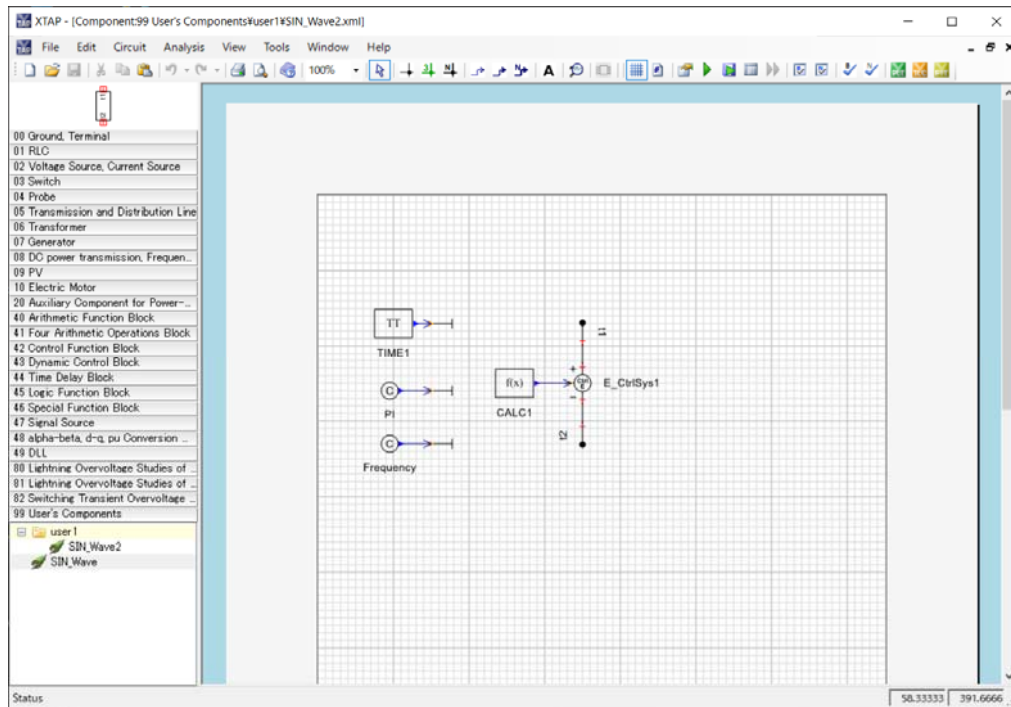 XTAP - [Component:99 User's Components¥user1¥SIN_Wave2.xml]
File Edit Circuit Analysis View Tools Window Help
100%
A
00 Ground, Terminal
01 RLC
02 Voltage Source, Current Source
03 Switch
04 Probe
05 Transmission and Distribution Line
06 Transformer
07 Generator
08 DC power transmission, Frequen...
09 PV
10 Electric Motor
20 Auxiliary Component for Power-...
40 Arithmetic Function Block
41 Four Arithmetic Operations Block
42 Control Function Block
43 Dynamic Control Block
44 Time Delay Block
45 Logic Function Block
46 Special Function Block
47 Signal Source
48 alpha-beta, d-q, pu Conversion ...
49 DLL
80 Lightning Overvoltage Studies of ...
81 Lightning Overvoltage Studies of ...
82 Switching Transient Overvoltage ...
99 User's Components
user1
SIN_Wave2
SIN_Wave
TT
TIME1
C
PI
C
Frequency
f(x)
CALC1
t1
+
Ctrl
E
-
E_CtrlSys1
t2
Status
58.33333
391.6666